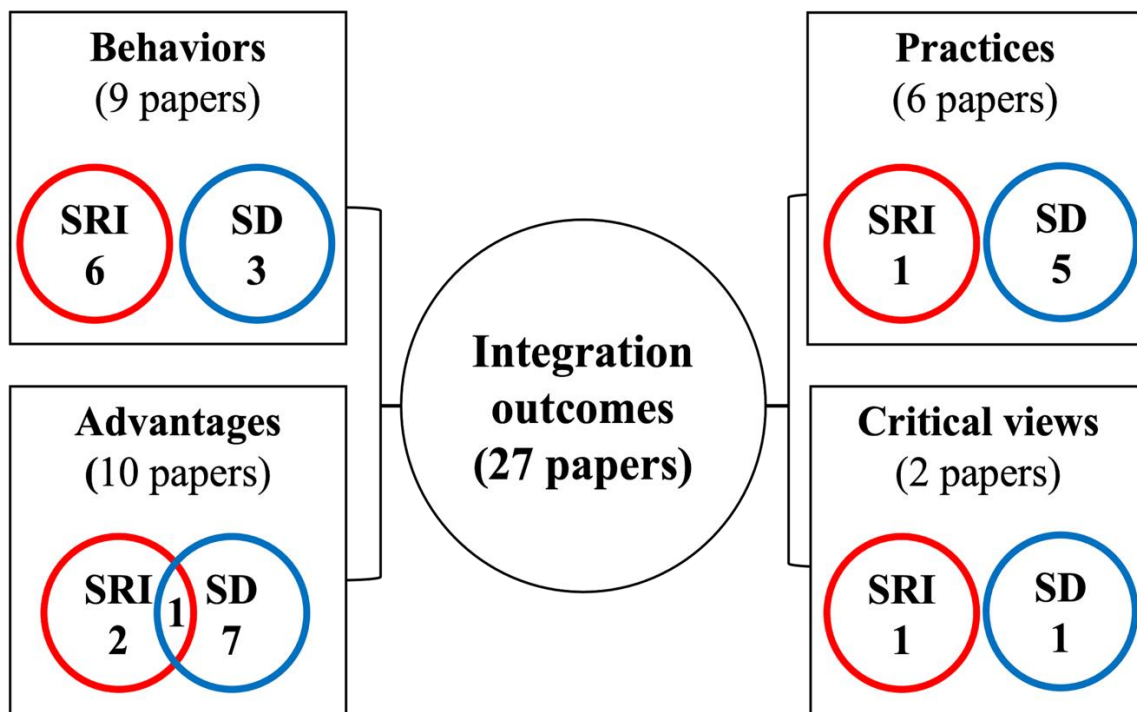 Behaviors
(9 papers)
SRI
6
SD
3
Practices
(6 papers)
SRI
1
SD
5
Integration
outcomes
(27 papers)
Advantages
(10 papers)
SRI
2
1
SD
7
Critical views
(2 papers)
SRI
1
SD
1